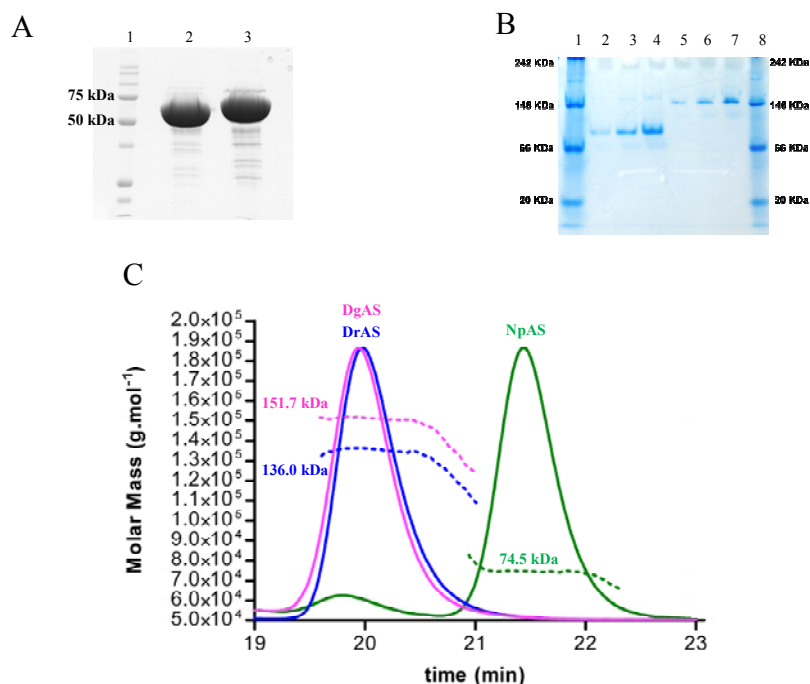 A
1 2 3
75 kDa
50 kDa
B
1 2 3 4 5 6 7 8
242 KDa 242 KDa
146 KDa 146 KDa
66 KDa 66 KDa
20 KDa 20 KDa
C
DgAS
DrAS
NpAS
2.0x10⁵
1.9x10⁵
1.8x10⁵
1.7x10⁵
1.6x10⁵
1.5x10⁵
1.4x10⁵
1.3x10⁵
1.2x10⁵
1.1x10⁵
1.0x10⁵
9.0x10⁴
8.0x10⁴
7.0x10⁴
6.0x10⁴
5.0x10⁴
Molar Mass (g.mol⁻¹)
151.7 kDa
136.0 kDa
74.5 kDa
19 20 21 22 23
time (min)